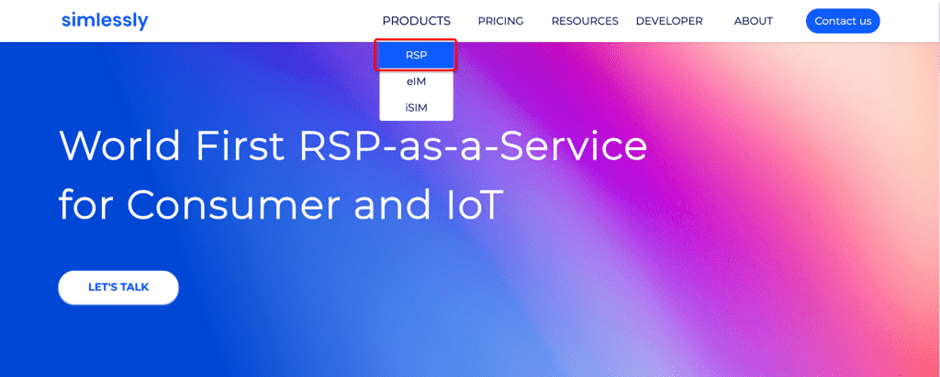 simlessly
PRODUCTS PRICING RESOURCES DEVELOPER ABOUT Contact us
RSP
eIM
iSIM
World First RSP-as-a-Service
for Consumer and IoT
LET'S TALK